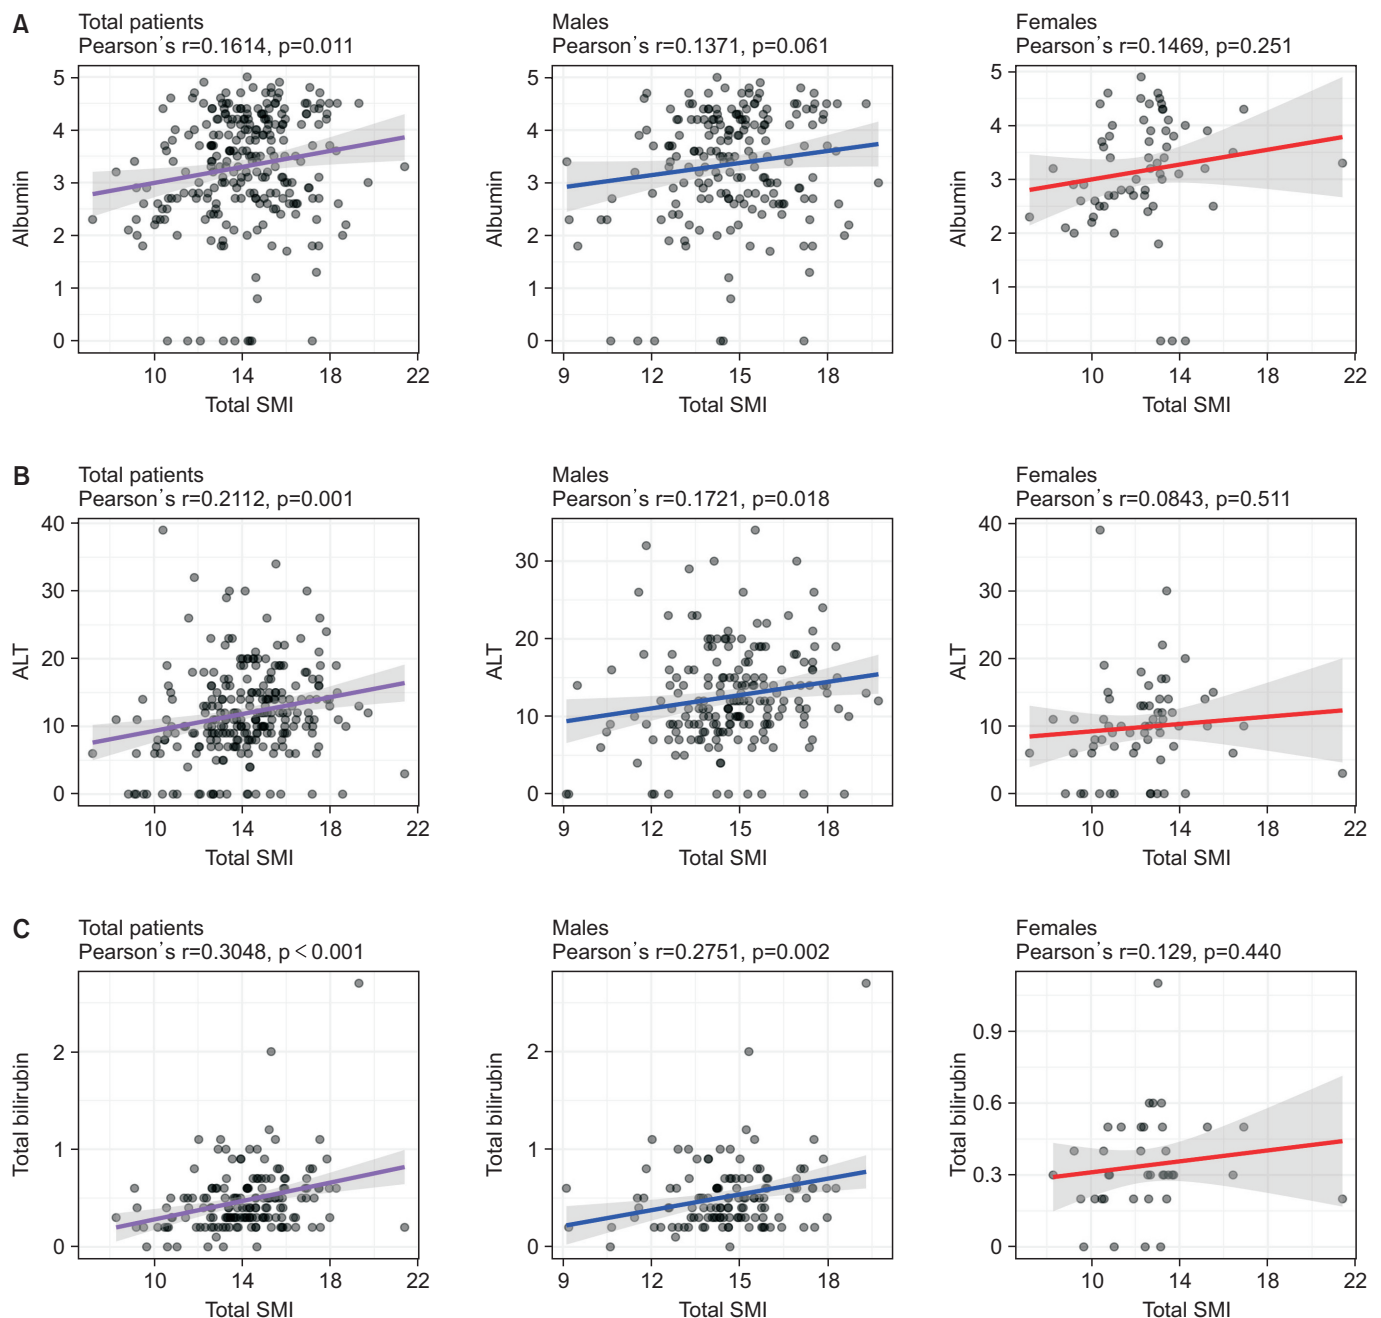 A
Total patients
Pearson's r=0.1614, p=0.011
Albumin
5
4
3
2
1
0
10 14 18 22
Total SMI
Males
Pearson's r=0.1371, p=0.061
Albumin
5
4
3
2
1
0
9 12 15 18
Total SMI
Females
Pearson's r=0.1469, p=0.251
Albumin
5
4
3
2
1
0
10 14 18 22
Total SMI
B
Total patients
Pearson's r=0.2112, p=0.001
ALT
40
30
20
10
0
10 14 18 22
Total SMI
Males
Pearson's r=0.1721, p=0.018
ALT
30
20
10
0
9 12 15 18
Total SMI
Females
Pearson's r=0.0843, p=0.511
ALT
40
30
20
10
0
10 14 18 22
Total SMI
C
Total patients
Pearson's r=0.3048, p<0.001
Total bilirubin
2
1
0
10 14 18 22
Total SMI
Males
Pearson's r=0.2751, p=0.002
Total bilirubin
2
1
0
9 12 15 18
Total SMI
Females
Pearson's r=0.129, p=0.440
Total bilirubin
0.9
0.6
0.3
0
10 14 18 22
Total SMI